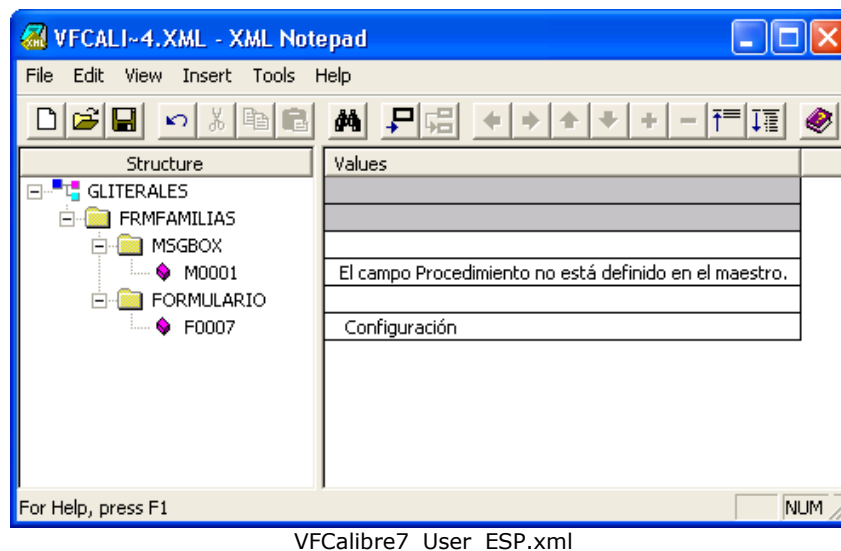 VFCALI~4.XML - XML Notepad
File Edit View Insert Tools Help
Structure Values
GLITERALES
FRMFAMILIAS
MSGBOX
M0001 El campo Procedimiento no está definido en el maestro.
FORMULARIO
F0007 Configuración
For Help, press F1 NUM
VFCalibre7 User ESP.xml